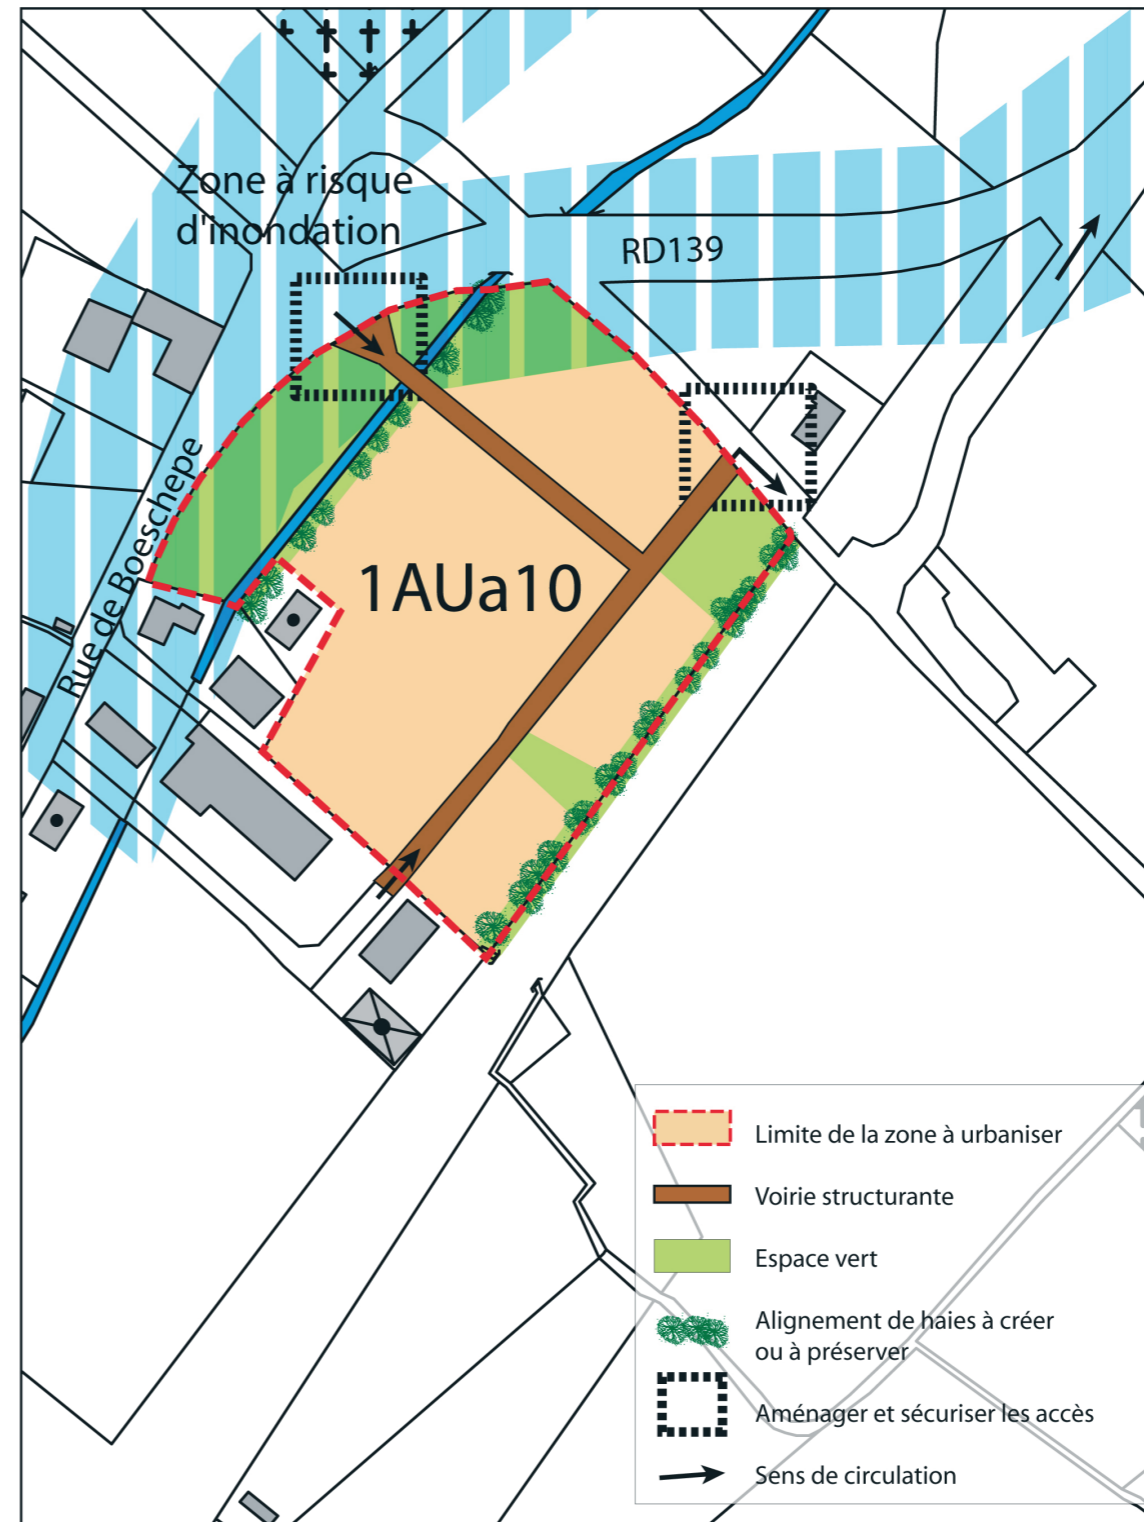 Zone à risque
d'inondation
RD139
Rue de Boeschepe
1AUa10
Limite de la zone à urbaniser
Voirie structurante
Espace vert
Alignement de haies à créer
ou à préserver
Aménager et sécuriser les accès
Sens de circulation